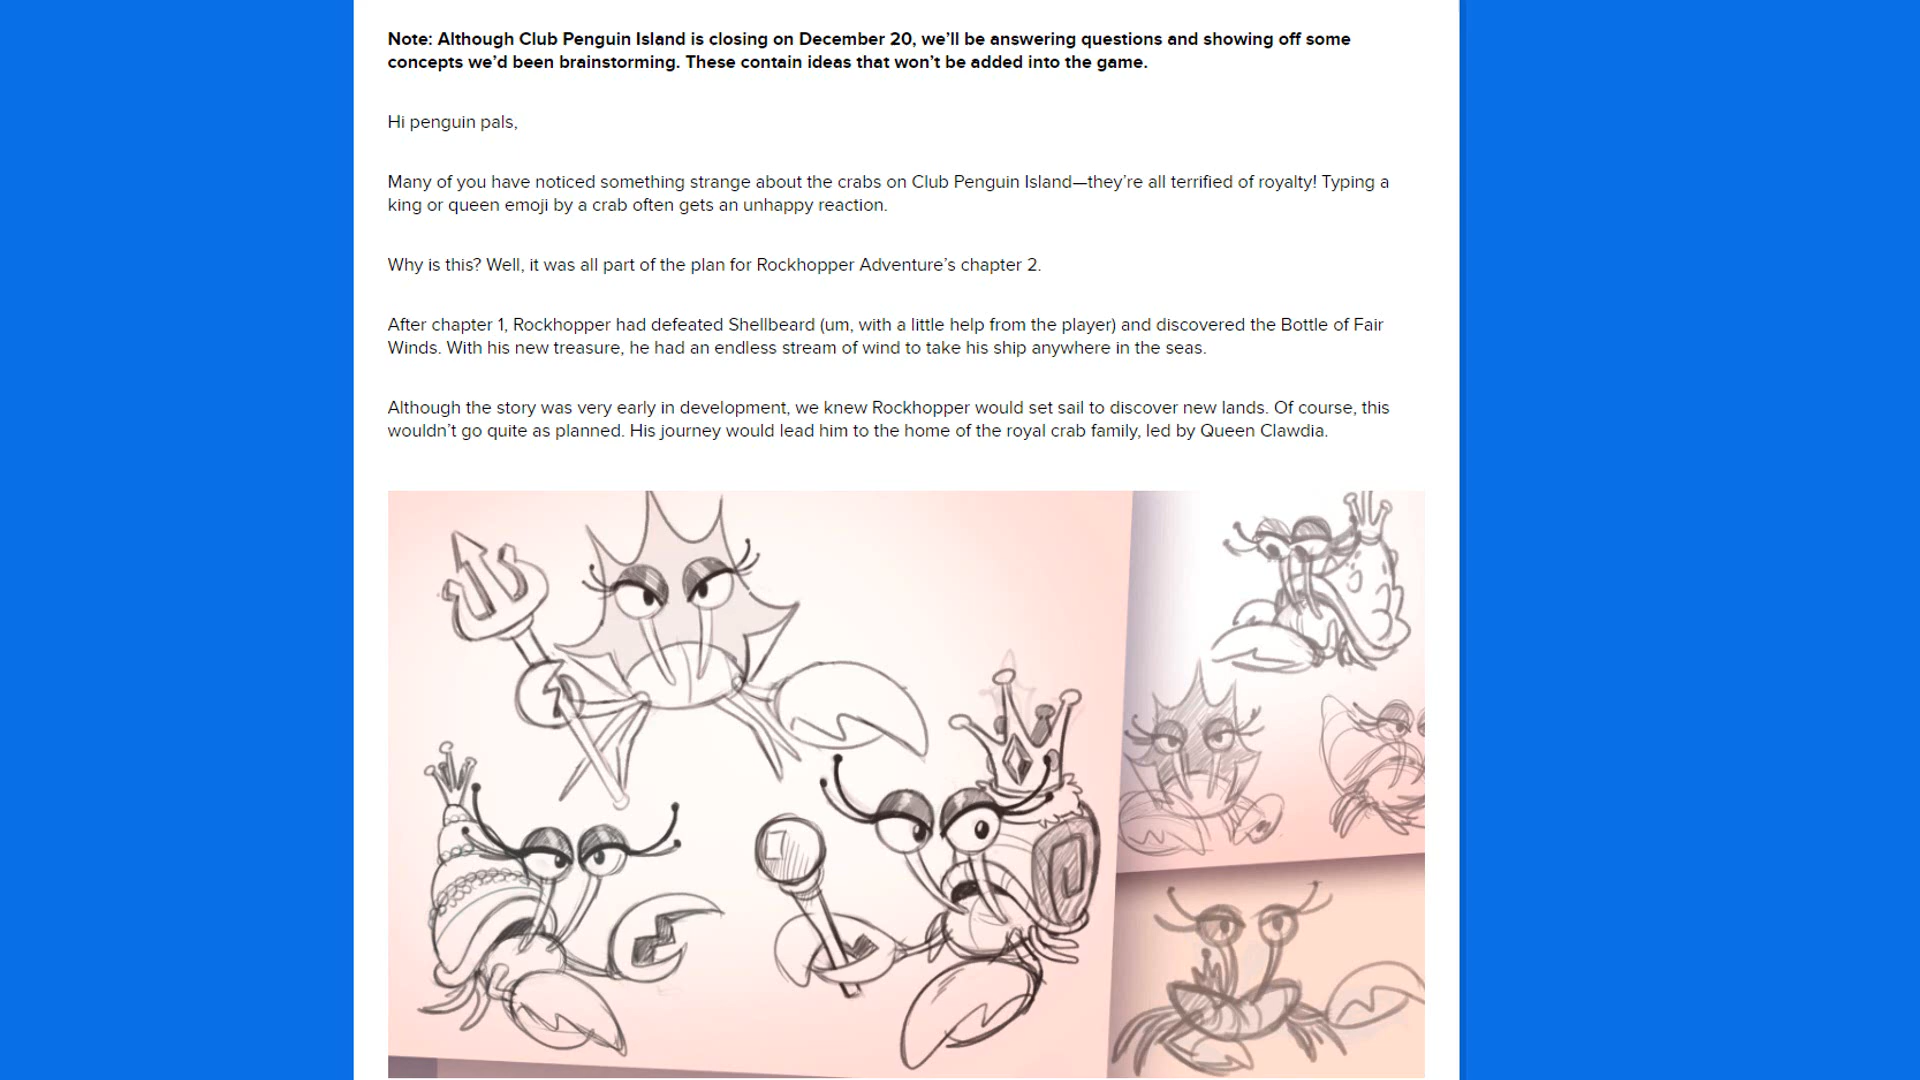 Note: Although Club Penguin Island is closing on December 20, we’ll be answering questions and showing off some
concepts we’d been brainstorming. These contain ideas that won’t be added into the game.
Hi penguin pals,
Many of you have noticed something strange about the crabs on Club Penguin Island—they’re all terrified of royalty! Typing a
king or queen emoji by a crab often gets an unhappy reaction.
Why is this? Well, it was all part of the plan for Rockhopper Adventure’s chapter 2.
After chapter 1, Rockhopper had defeated Shellbeard (um, with a little help from the player) and discovered the Bottle of Fair
Winds. With his new treasure, he had an endless stream of wind to take his ship anywhere in the seas.
Although the story was very early in development, we knew Rockhopper would set sail to discover new lands. Of course, this
wouldn’t go quite as planned. His journey would lead him to the home of the royal crab family, led by Queen Clawdia.